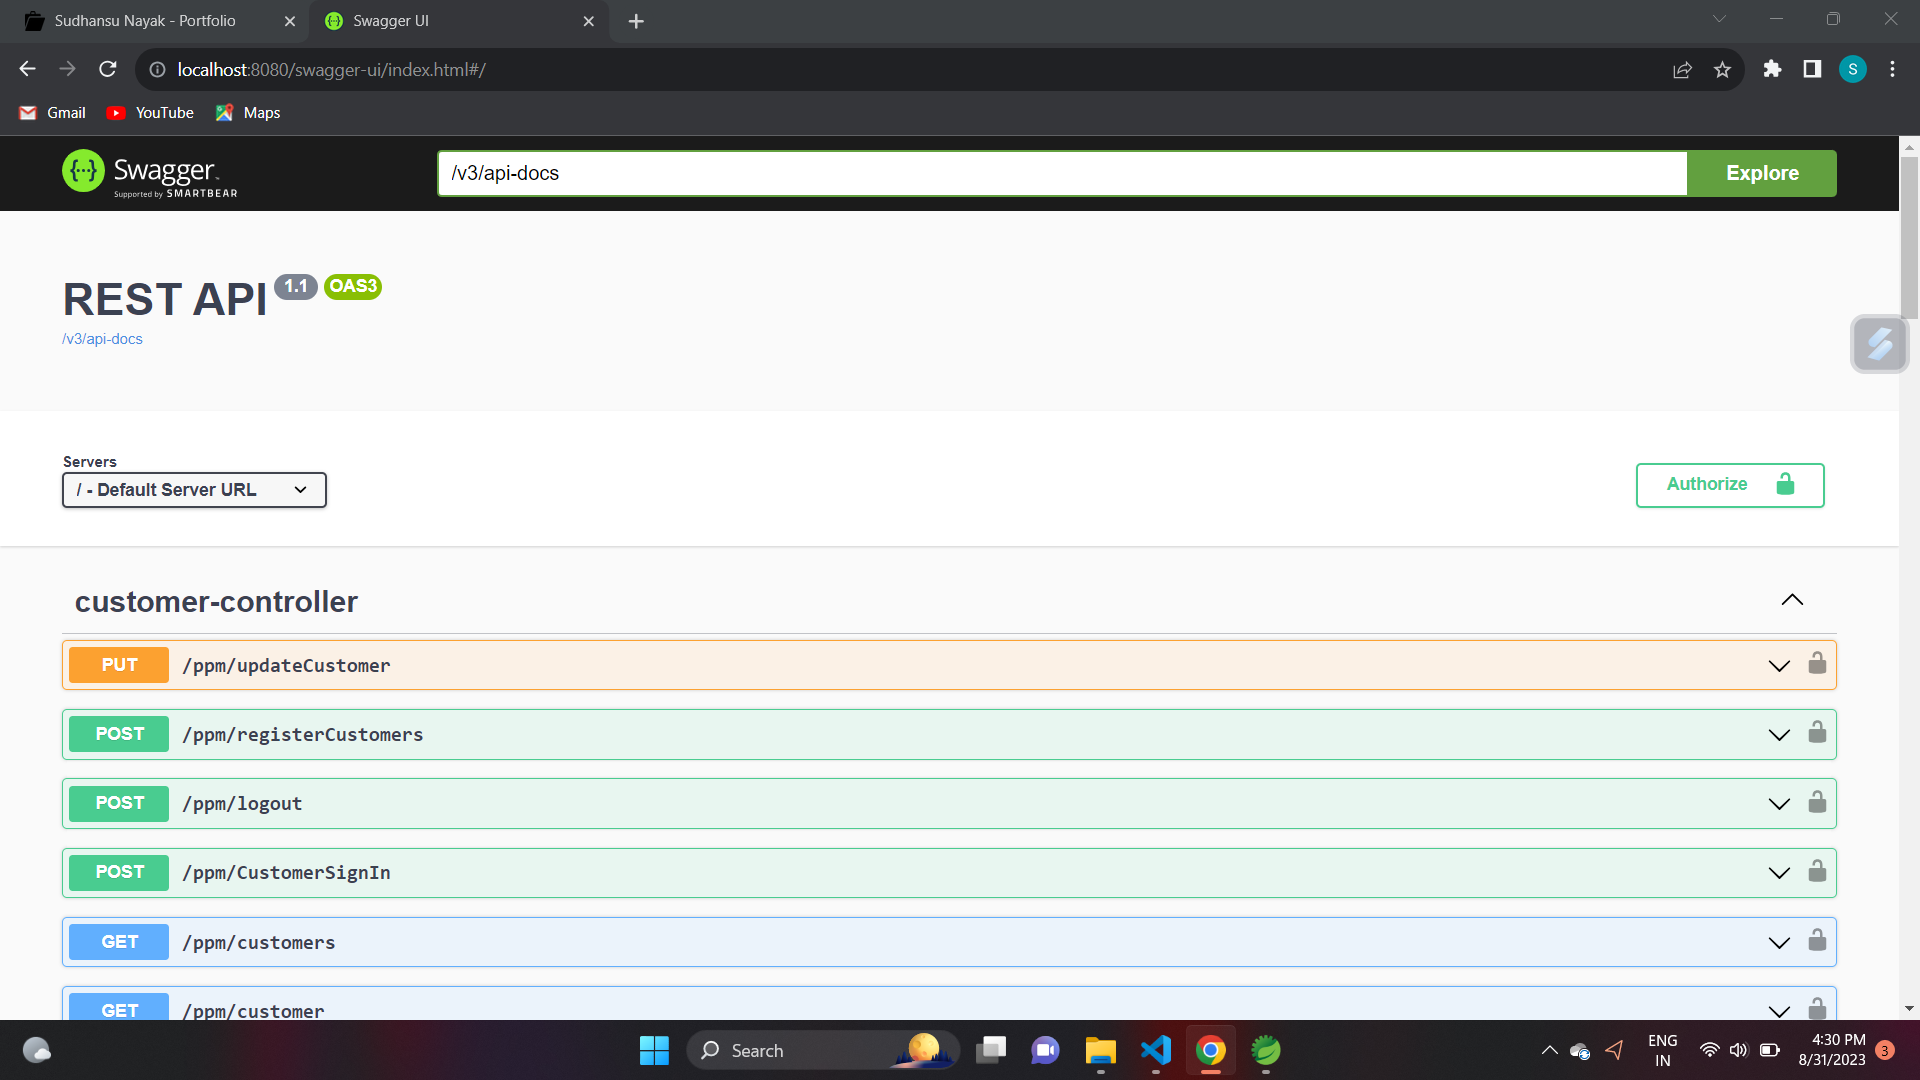 Sudhansu Nayak - Portfolio
Swagger UI
localhost:8080/swagger-ui/index.html#/
S
Gmail
YouTube
Maps
Swagger
Supported by SMARTBEAR
/v3/api-docs
Explore
REST API 1.1 OAS3
/v3/api-docs
Servers
/ - Default Server URL
Authorize
customer-controller
PUT /ppm/updateCustomer
POST /ppm/registerCustomers
POST /ppm/logout
POST /ppm/CustomerSignIn
GET /ppm/customers
GET /ppm/customer
Search
ENG
IN
4:30 PM
8/31/2023
3